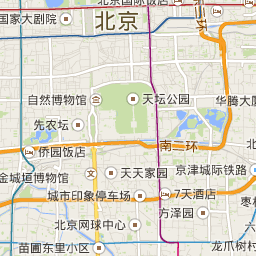 北京国际饭店
国家大剧院
北京
二环
自然博物馆
天坛公园
华腾大厦
先农坛
侨园饭店
南二环
天天家园
京津城际铁路
金城垣博物馆
城市印象停车场
7天酒店
北京网球中心
方泽园
苗圃东里小区
龙爪树村